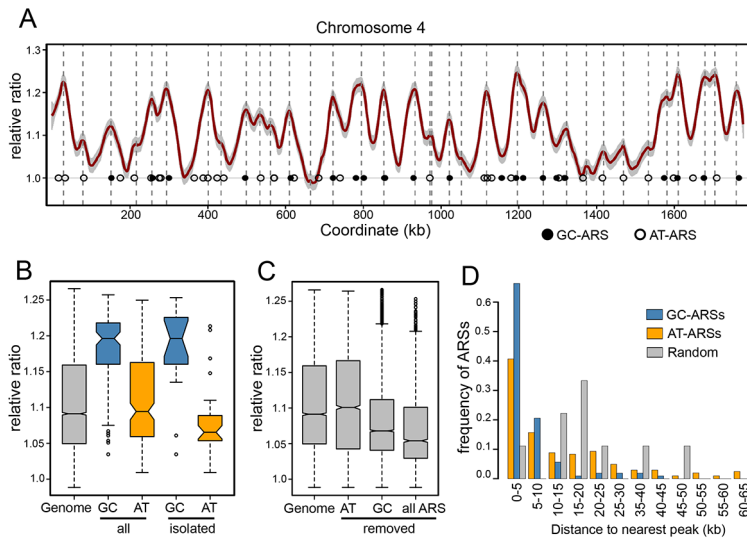 A
Chromosome 4
relative ratio
1.3
1.2
1.1
1.0
200 400 600 800 1000 1200 1400 1600
Coordinate (kb)
GC-ARS AT-ARS
B
relative ratio
1.25
1.20
1.15
1.10
1.05
1.0
Genome GC AT GC AT
all isolated
C
relative ratio
1.25
1.20
1.15
1.10
1.05
1.0
Genome AT GC all ARS
removed
D
frequency of ARSs
0.6
0.4
0.3
0.2
0.1
0.0
GC-ARSs
AT-ARSs
Random
0-5 5-10 10-15 15-20 20-25 25-30 30-35 35-40 40-45 45-50 50-55 55-60 60-65
Distance to nearest peak (kb)